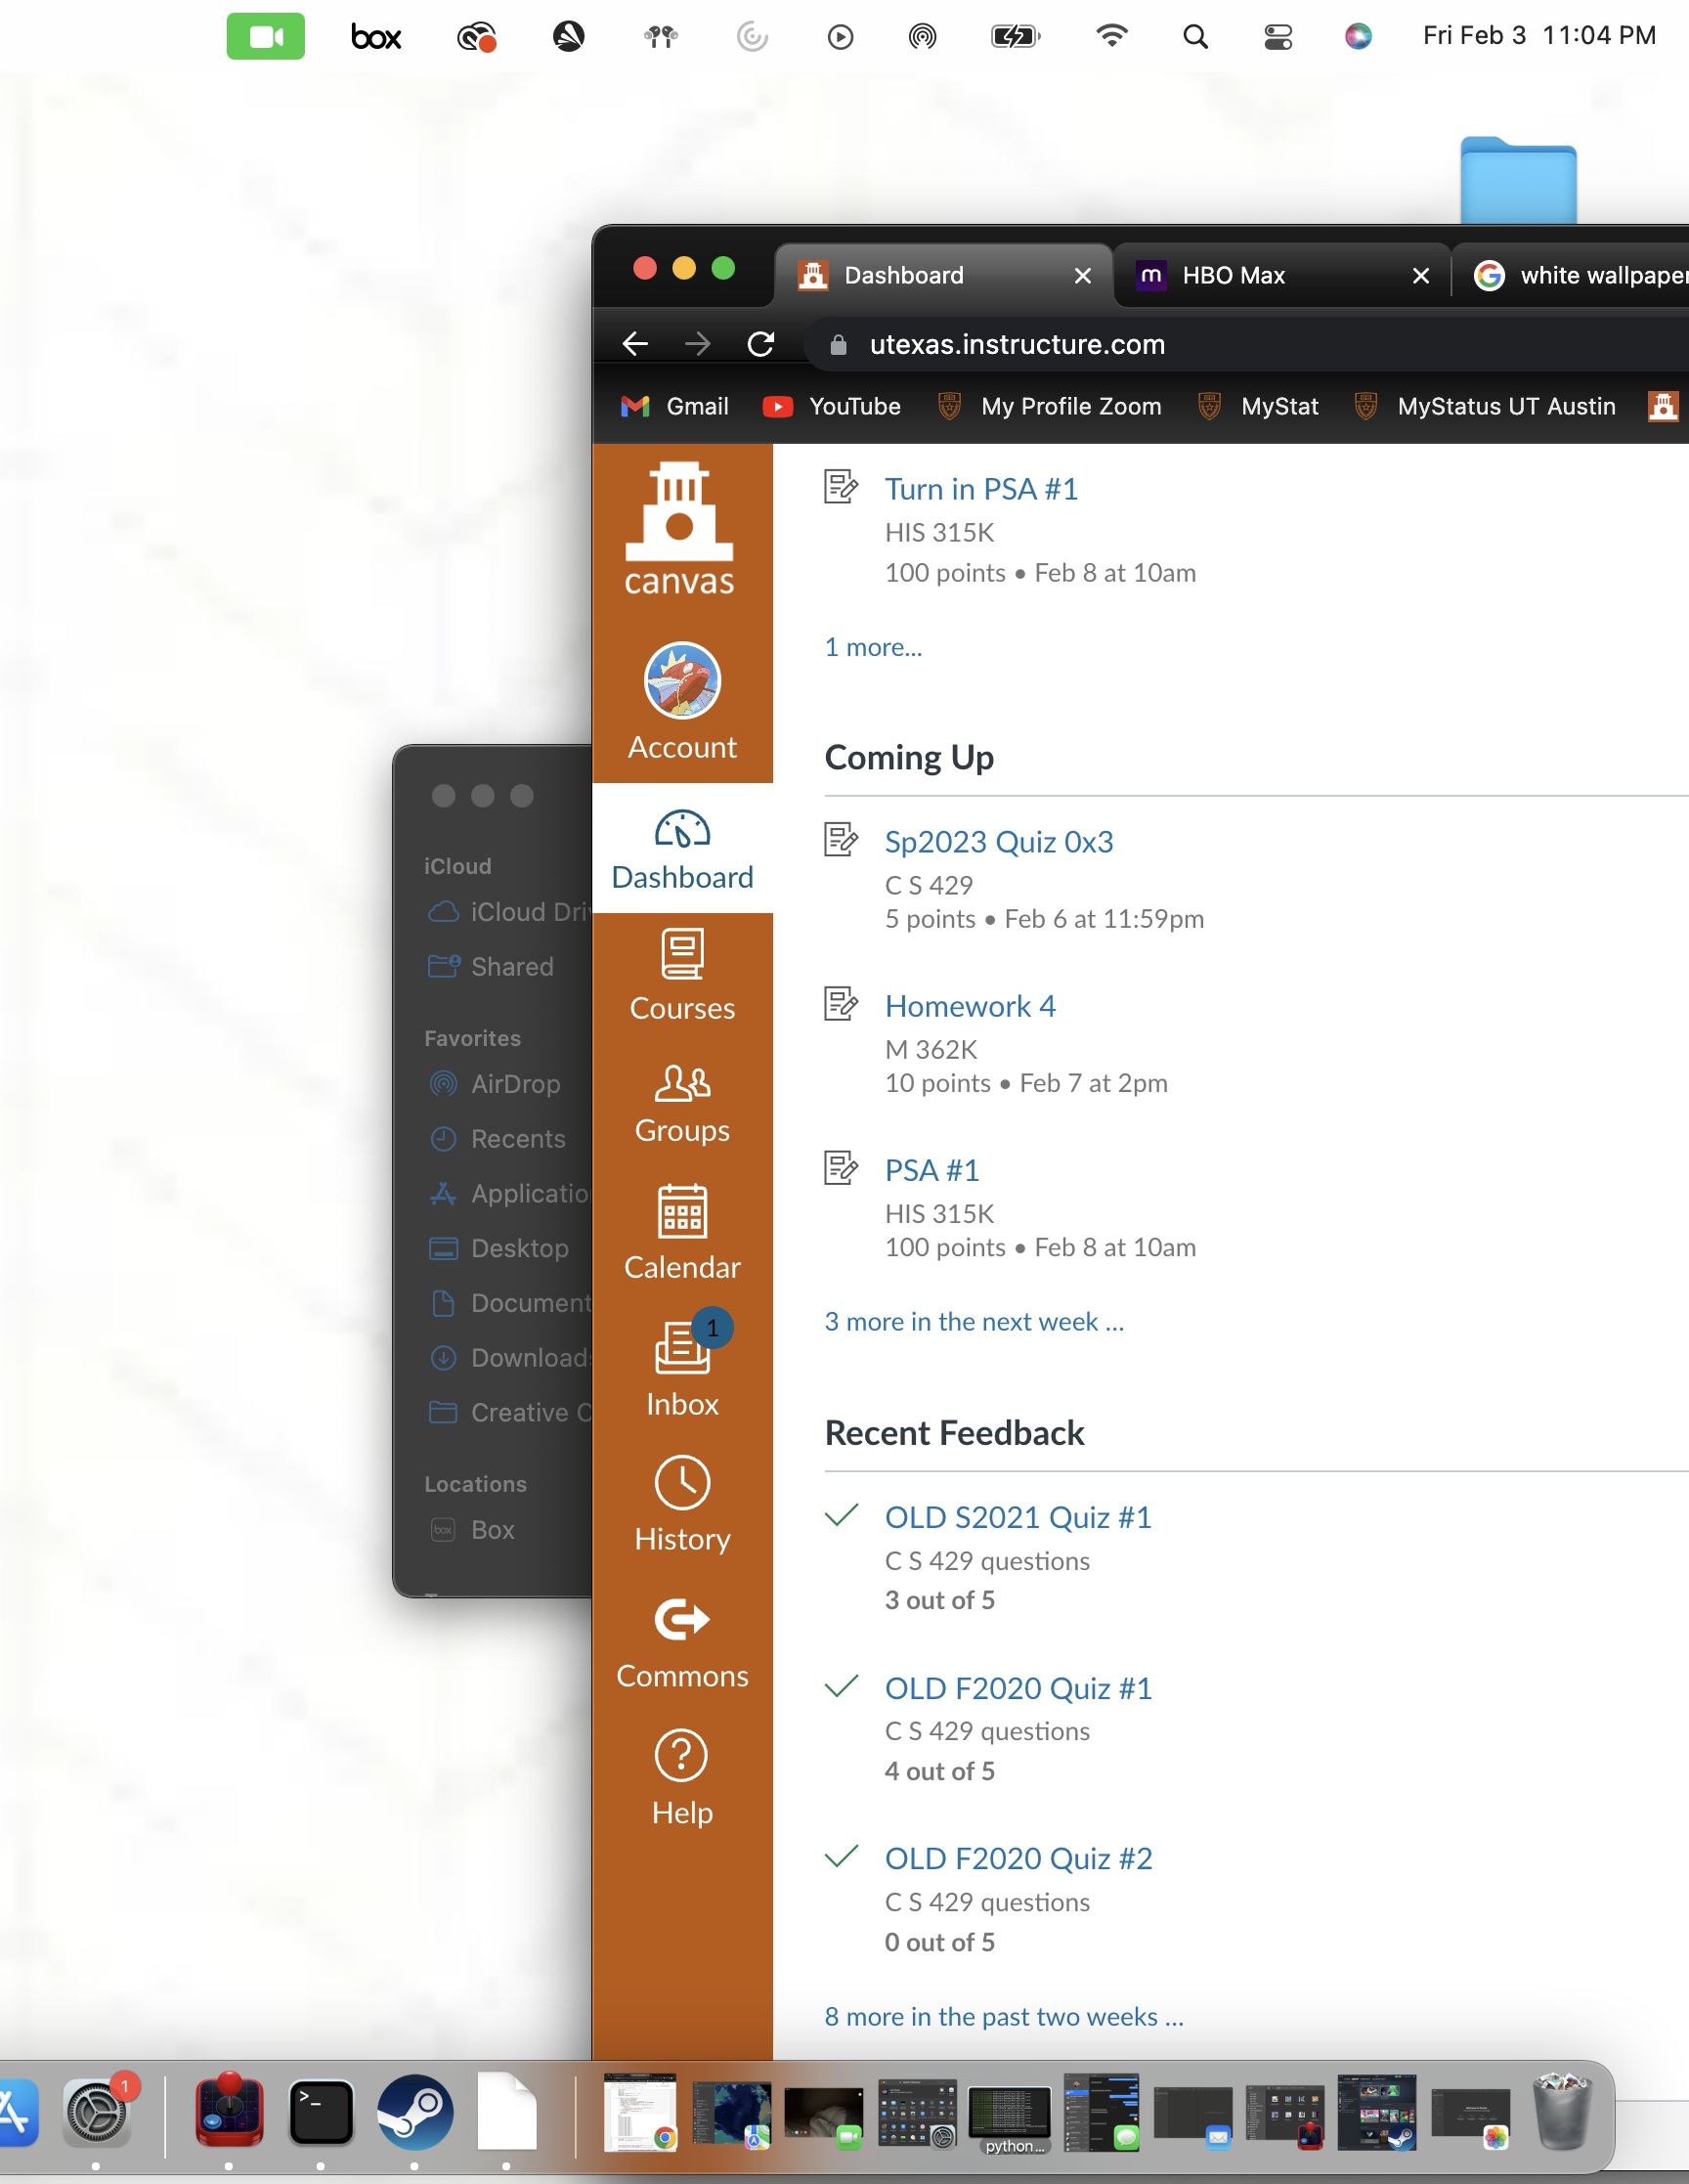 box
Fri Feb 3 11:04 PM
Dashboard
HBO Max
white wallpaper
utexas.instructure.com
Gmail
YouTube
My Profile Zoom
MyStat
MyStatus UT Austin
canvas
Account
Dashboard
Courses
Groups
Calendar
1
Inbox
History
Commons
Help
Turn in PSA #1
HIS 315K
100 points • Feb 8 at 10am
1 more...
Coming Up
Sp2023 Quiz 0x3
C S 429
5 points • Feb 6 at 11:59pm
Homework 4
M 362K
10 points • Feb 7 at 2pm
PSA #1
HIS 315K
100 points • Feb 8 at 10am
3 more in the next week ...
Recent Feedback
OLD S2021 Quiz #1
C S 429 questions
3 out of 5
OLD F2020 Quiz #1
C S 429 questions
4 out of 5
OLD F2020 Quiz #2
C S 429 questions
0 out of 5
8 more in the past two weeks ...
iCloud
iCloud Dri
Shared
Favorites
AirDrop
Recents
Applicatio
Desktop
Document
Download
Creative C
Locations
box
Box
1
>_
python ...